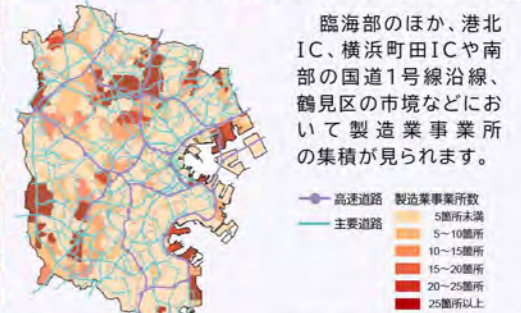 臨海部のほか、港北
IC、横浜町田ICや南
部の国道1号線沿線、
鶴見区の市境などにお
いて製造業事業所
の集積が見られます。
高速道路
主要道路
製造業事業所数
5箇所未満
5～10箇所
10～15箇所
15～20箇所
20～25箇所
25箇所以上